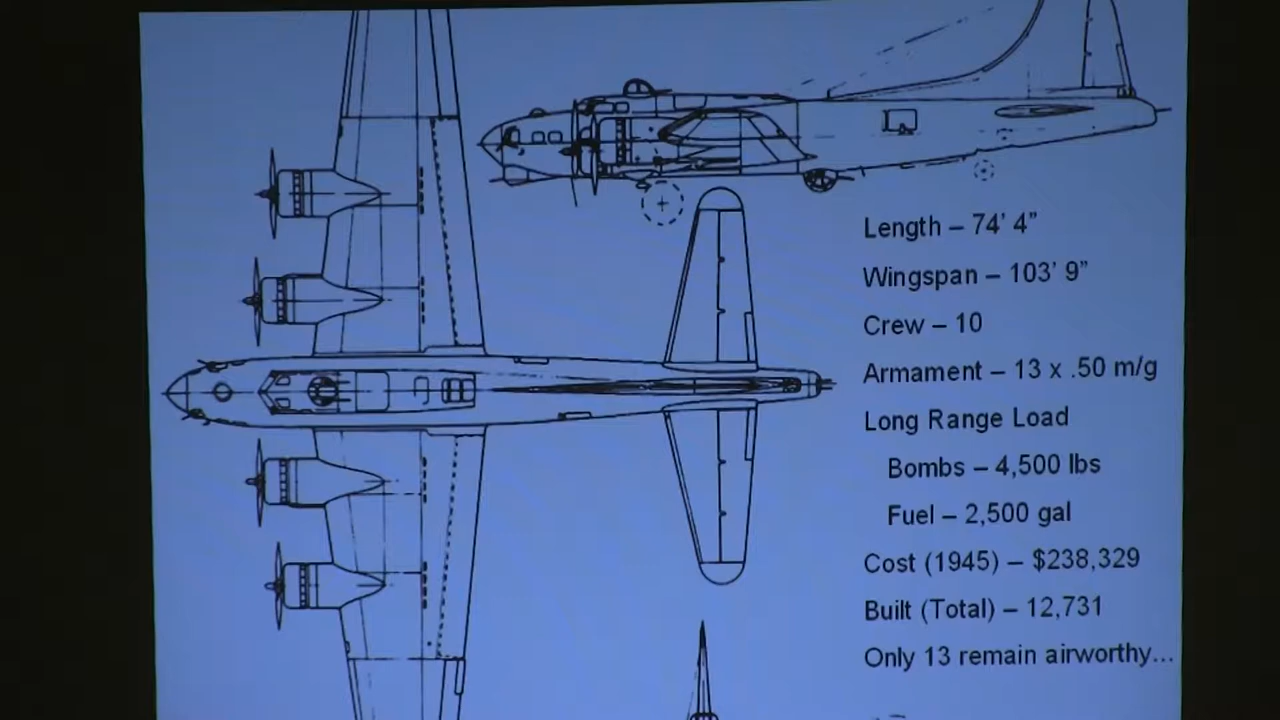 Length – 74’ 4”
Wingspan – 103’ 9”
Crew – 10
Armament – 13 x .50 m/g
Long Range Load
Bombs – 4,500 lbs
Fuel – 2,500 gal
Cost (1945) – $238,329
Built (Total) – 12,731
Only 13 remain airworthy...